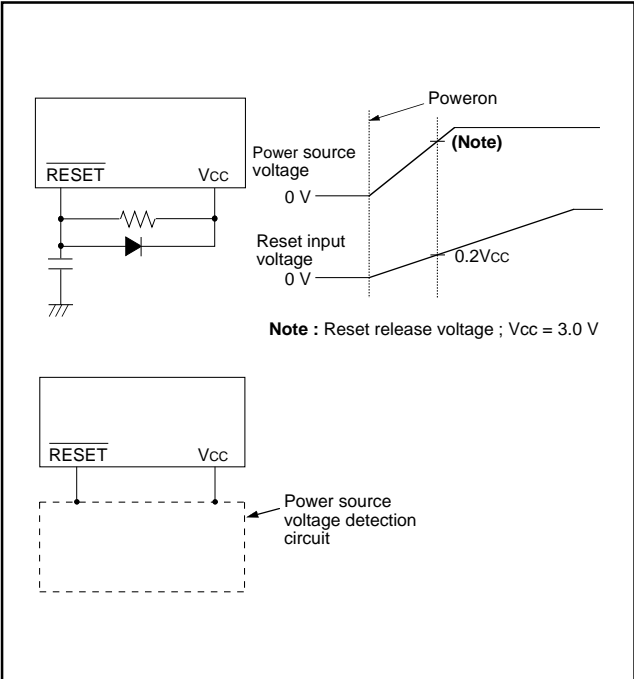 RESET VCC
Poweron
(Note)
Power source
voltage
0 V
Reset input
voltage
0 V
0.2VCC
Note : Reset release voltage ; Vcc = 3.0 V
RESET VCC
Power source
voltage detection
circuit